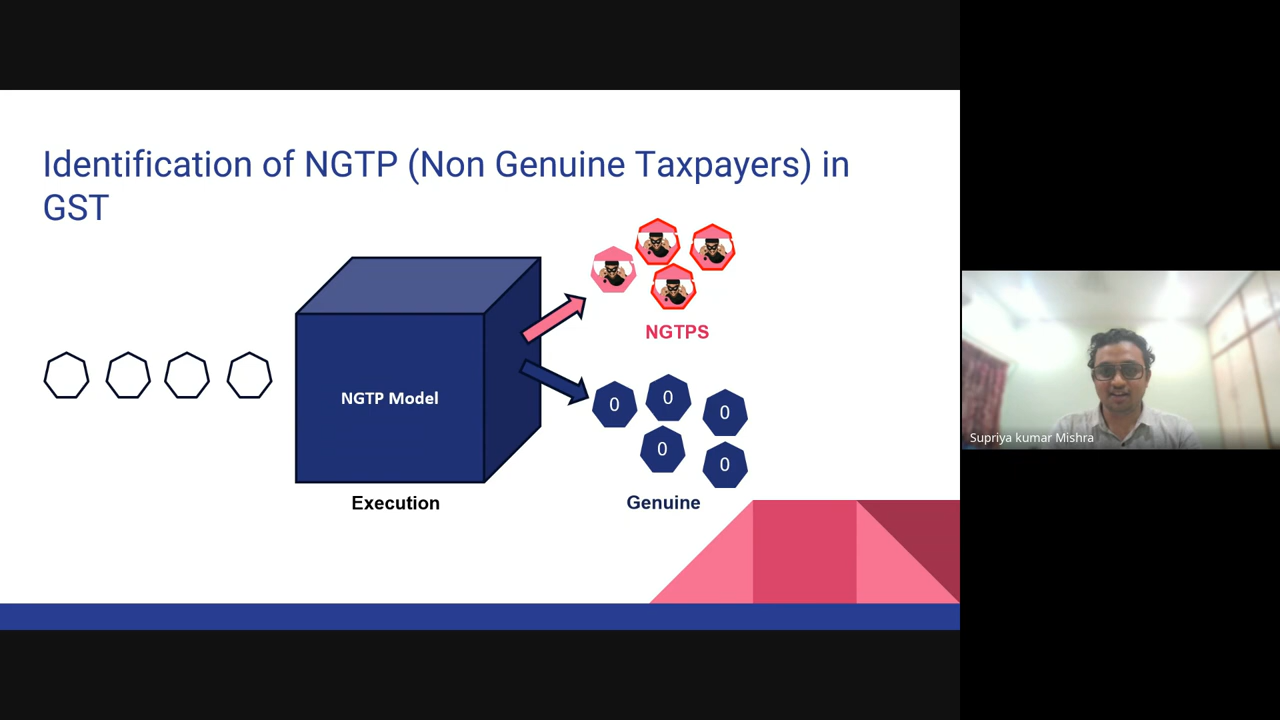 Identification of NGTP (Non Genuine Taxpayers) in
GST
NGTP Model
Execution
NGTPS
0
0
0
0
0
Genuine
Supriya kumar Mishra